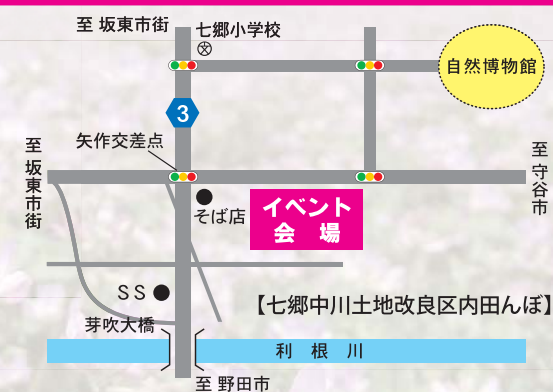 至 坂東市街
七郷小学校
自然博物館
3
矢作交差点
至 坂東市街
至 守谷市
そば店
イベント
会 場
SS
【七郷中川土地改良区内田んぼ】
芽吹大橋
利根川
至 野田市